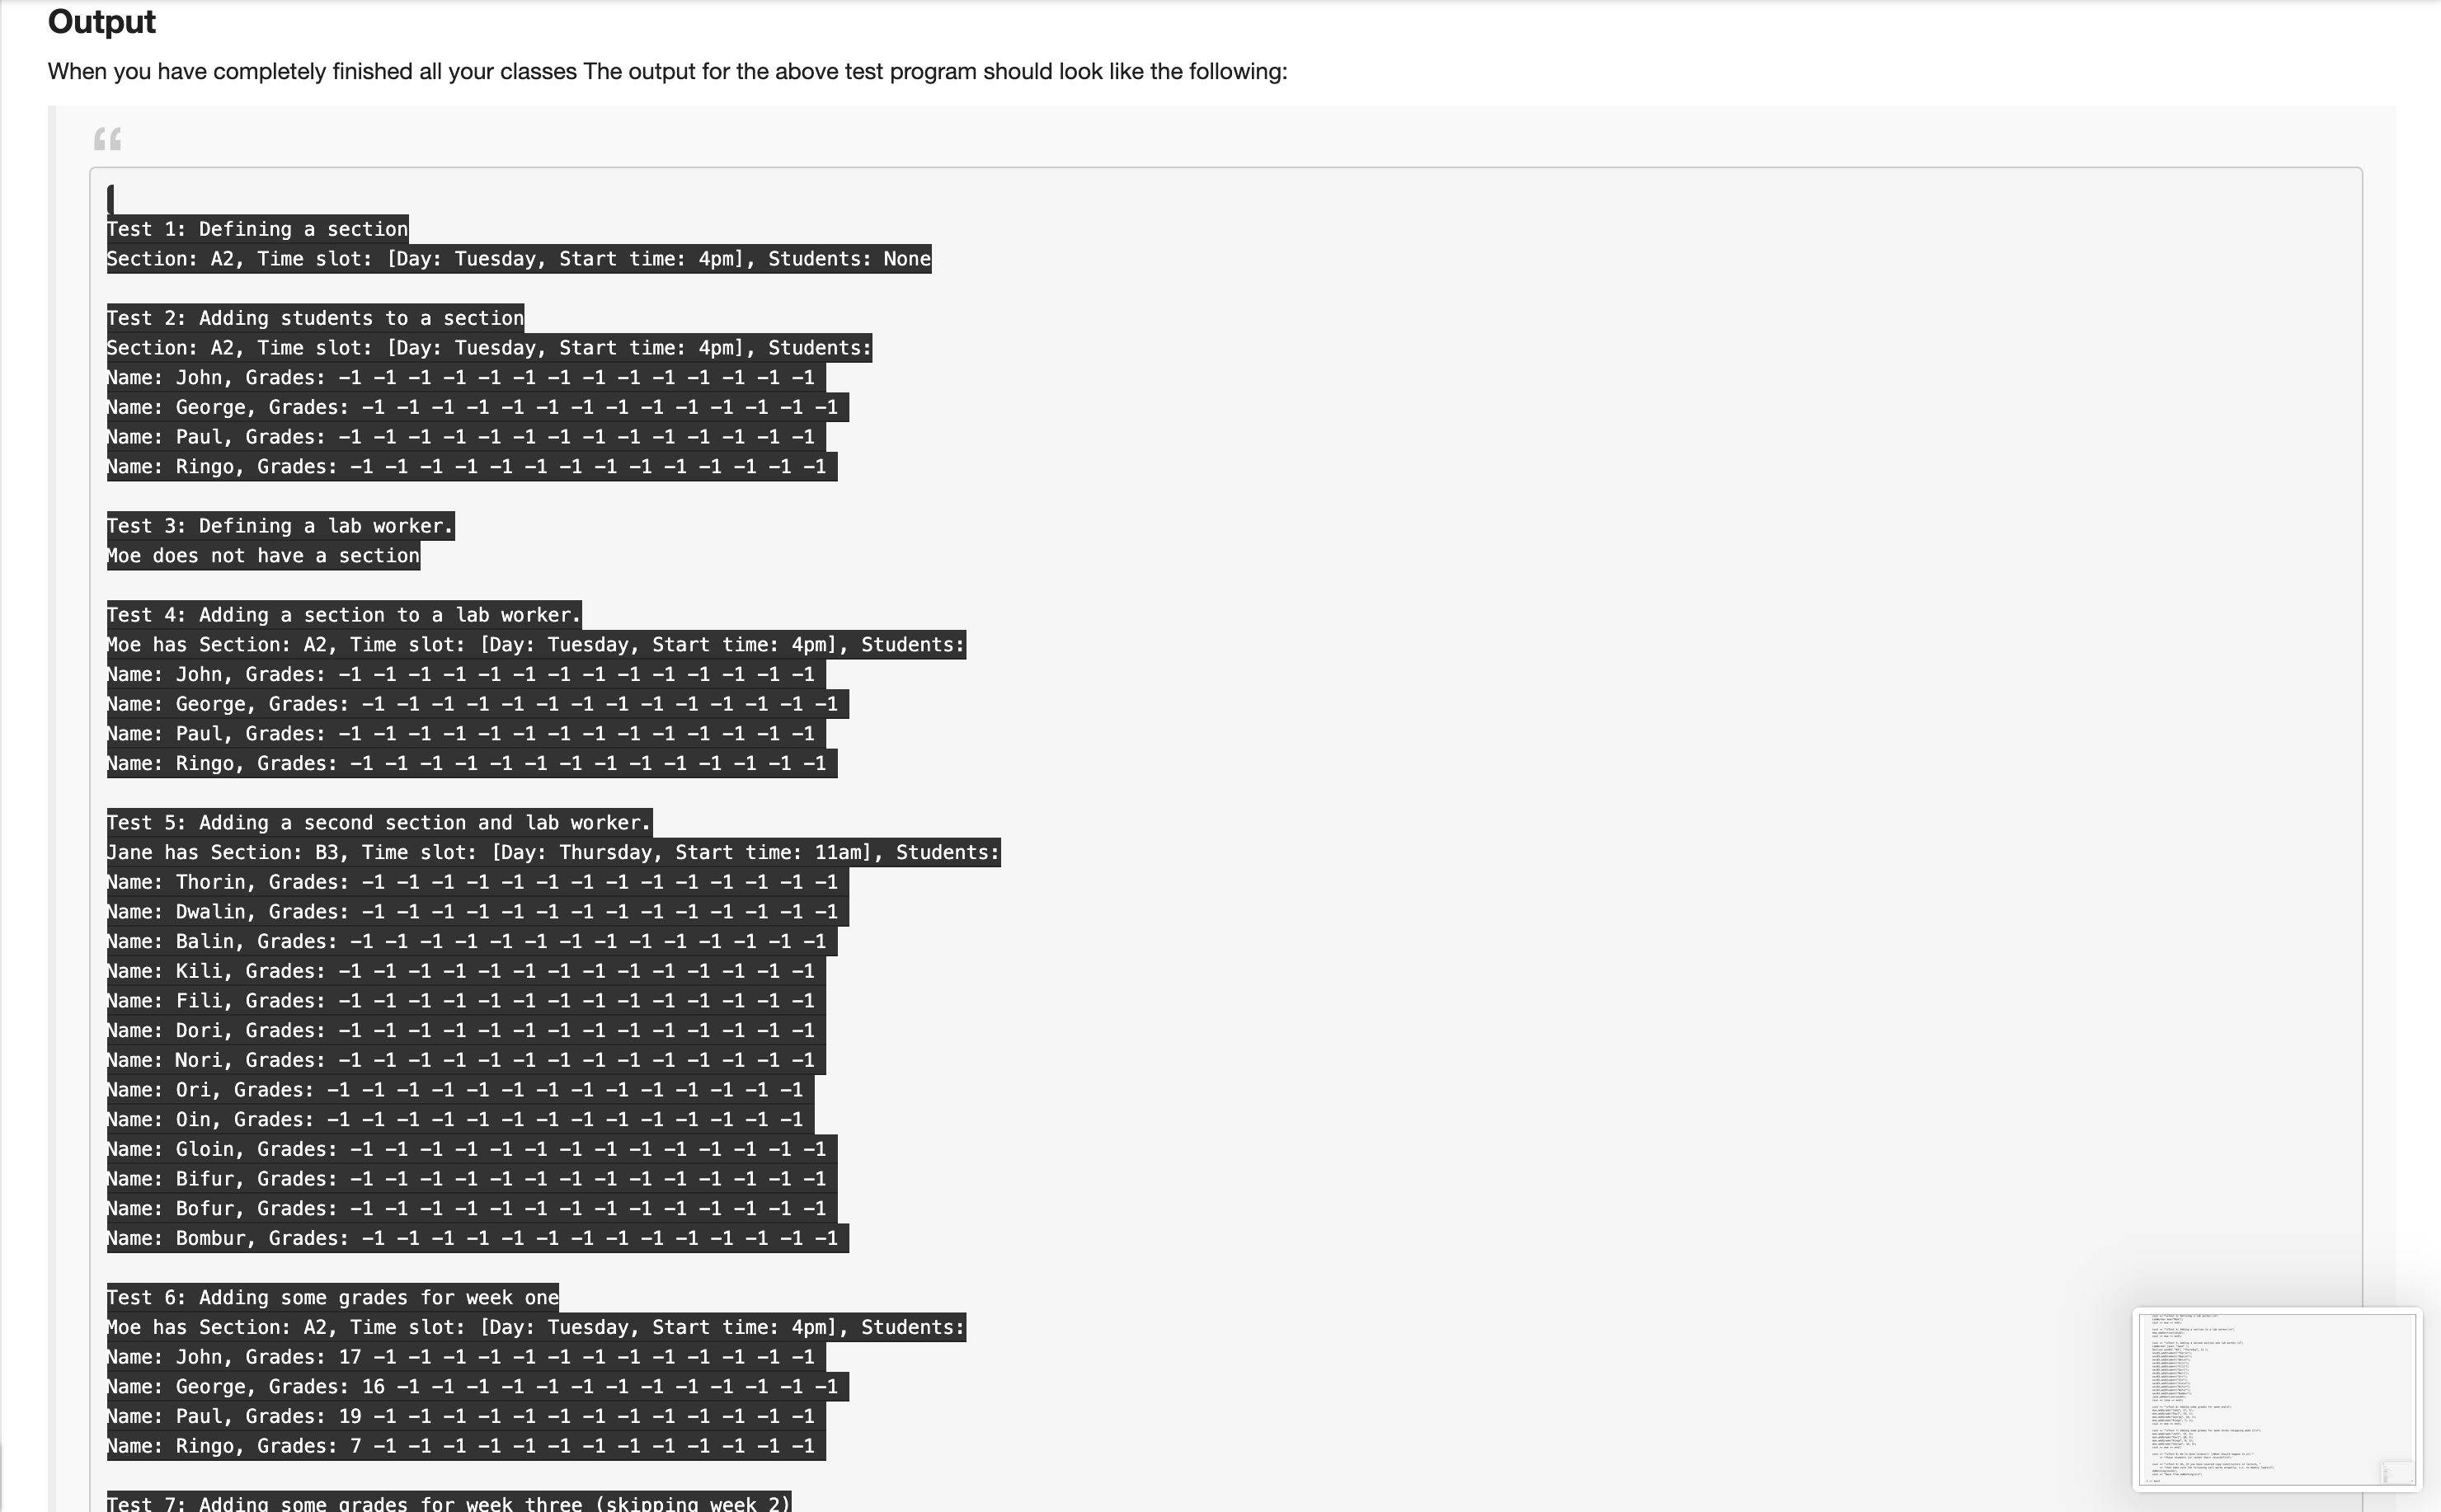 Output
When you have completely finished all your classes The output for the above test program should look like the following:
“
Test 1: Defining a section
Section: A2, Time slot: [Day: Tuesday, Start time: 4pm], Students: None
Test 2: Adding students to a section
Section: A2, Time slot: [Day: Tuesday, Start time: 4pm], Students:
Name: John, Grades: -1 -1 -1 -1 -1 -1 -1 -1 -1 -1 -1 -1 -1 -1
Name: George, Grades: -1 -1 -1 -1 -1 -1 -1 -1 -1 -1 -1 -1 -1 -1
Name: Paul, Grades: -1 -1 -1 -1 -1 -1 -1 -1 -1 -1 -1 -1 -1 -1
Name: Ringo, Grades: -1 -1 -1 -1 -1 -1 -1 -1 -1 -1 -1 -1 -1 -1
Test 3: Defining a lab worker.
Moe does not have a section
Test 4: Adding a section to a lab worker.
Moe has Section: A2, Time slot: [Day: Tuesday, Start time: 4pm], Students:
Name: John, Grades: -1 -1 -1 -1 -1 -1 -1 -1 -1 -1 -1 -1 -1 -1
Name: George, Grades: -1 -1 -1 -1 -1 -1 -1 -1 -1 -1 -1 -1 -1 -1
Name: Paul, Grades: -1 -1 -1 -1 -1 -1 -1 -1 -1 -1 -1 -1 -1 -1
Name: Ringo, Grades: -1 -1 -1 -1 -1 -1 -1 -1 -1 -1 -1 -1 -1 -1
Test 5: Adding a second section and lab worker.
Jane has Section: B3, Time slot: [Day: Thursday, Start time: 11am], Students:
Name: Thorin, Grades: -1 -1 -1 -1 -1 -1 -1 -1 -1 -1 -1 -1 -1 -1
Name: Dwalin, Grades: -1 -1 -1 -1 -1 -1 -1 -1 -1 -1 -1 -1 -1 -1
Name: Balin, Grades: -1 -1 -1 -1 -1 -1 -1 -1 -1 -1 -1 -1 -1 -1
Name: Kili, Grades: -1 -1 -1 -1 -1 -1 -1 -1 -1 -1 -1 -1 -1 -1
Name: Fili, Grades: -1 -1 -1 -1 -1 -1 -1 -1 -1 -1 -1 -1 -1 -1
Name: Dori, Grades: -1 -1 -1 -1 -1 -1 -1 -1 -1 -1 -1 -1 -1 -1
Name: Nori, Grades: -1 -1 -1 -1 -1 -1 -1 -1 -1 -1 -1 -1 -1 -1
Name: Ori, Grades: -1 -1 -1 -1 -1 -1 -1 -1 -1 -1 -1 -1 -1 -1
Name: Oin, Grades: -1 -1 -1 -1 -1 -1 -1 -1 -1 -1 -1 -1 -1 -1
Name: Gloin, Grades: -1 -1 -1 -1 -1 -1 -1 -1 -1 -1 -1 -1 -1 -1
Name: Bifur, Grades: -1 -1 -1 -1 -1 -1 -1 -1 -1 -1 -1 -1 -1 -1
Name: Bofur, Grades: -1 -1 -1 -1 -1 -1 -1 -1 -1 -1 -1 -1 -1 -1
Name: Bombur, Grades: -1 -1 -1 -1 -1 -1 -1 -1 -1 -1 -1 -1 -1 -1
Test 6: Adding some grades for week one
Moe has Section: A2, Time slot: [Day: Tuesday, Start time: 4pm], Students:
Name: John, Grades: 17 -1 -1 -1 -1 -1 -1 -1 -1 -1 -1 -1 -1 -1
Name: George, Grades: 16 -1 -1 -1 -1 -1 -1 -1 -1 -1 -1 -1 -1 -1
Name: Paul, Grades: 19 -1 -1 -1 -1 -1 -1 -1 -1 -1 -1 -1 -1 -1
Name: Ringo, Grades: 7 -1 -1 -1 -1 -1 -1 -1 -1 -1 -1 -1 -1 -1
Test 7: Adding some grades for week three (skipping week 2)